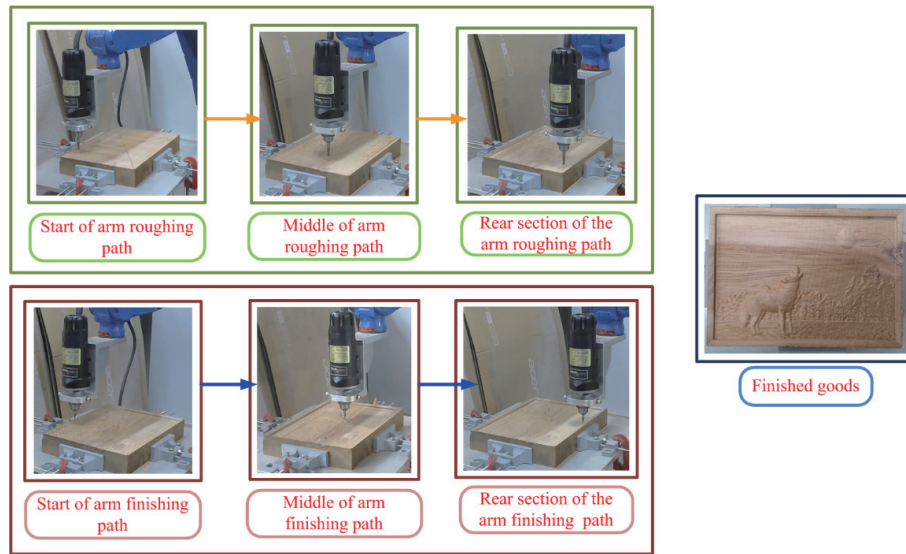 Start of arm roughing
path
Middle of arm
roughing path
Rear section of the
arm roughing path
Start of arm finishing
path
Middle of arm
finishing path
Rear section of the
arm finishing path
Finished goods